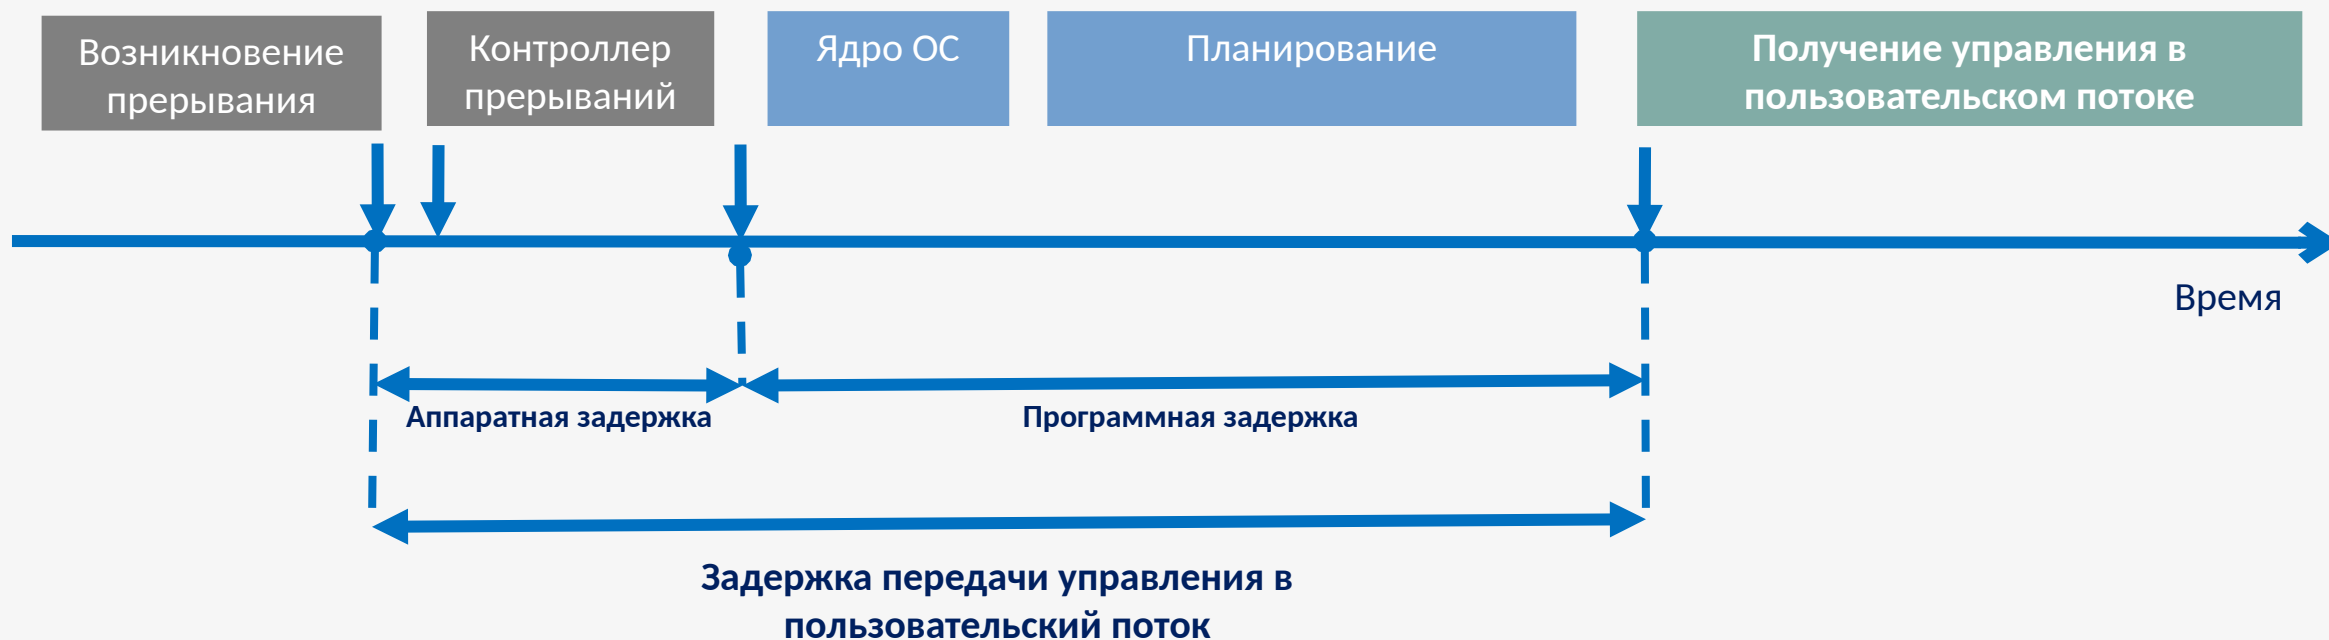 Возникновение
прерывания
Контроллер
прерываний
Ядро ОС
Планирование
Получение управления в
пользовательском потоке
Время
Аппаратная задержка
Программная задержка
Задержка передачи управления в
пользовательский поток